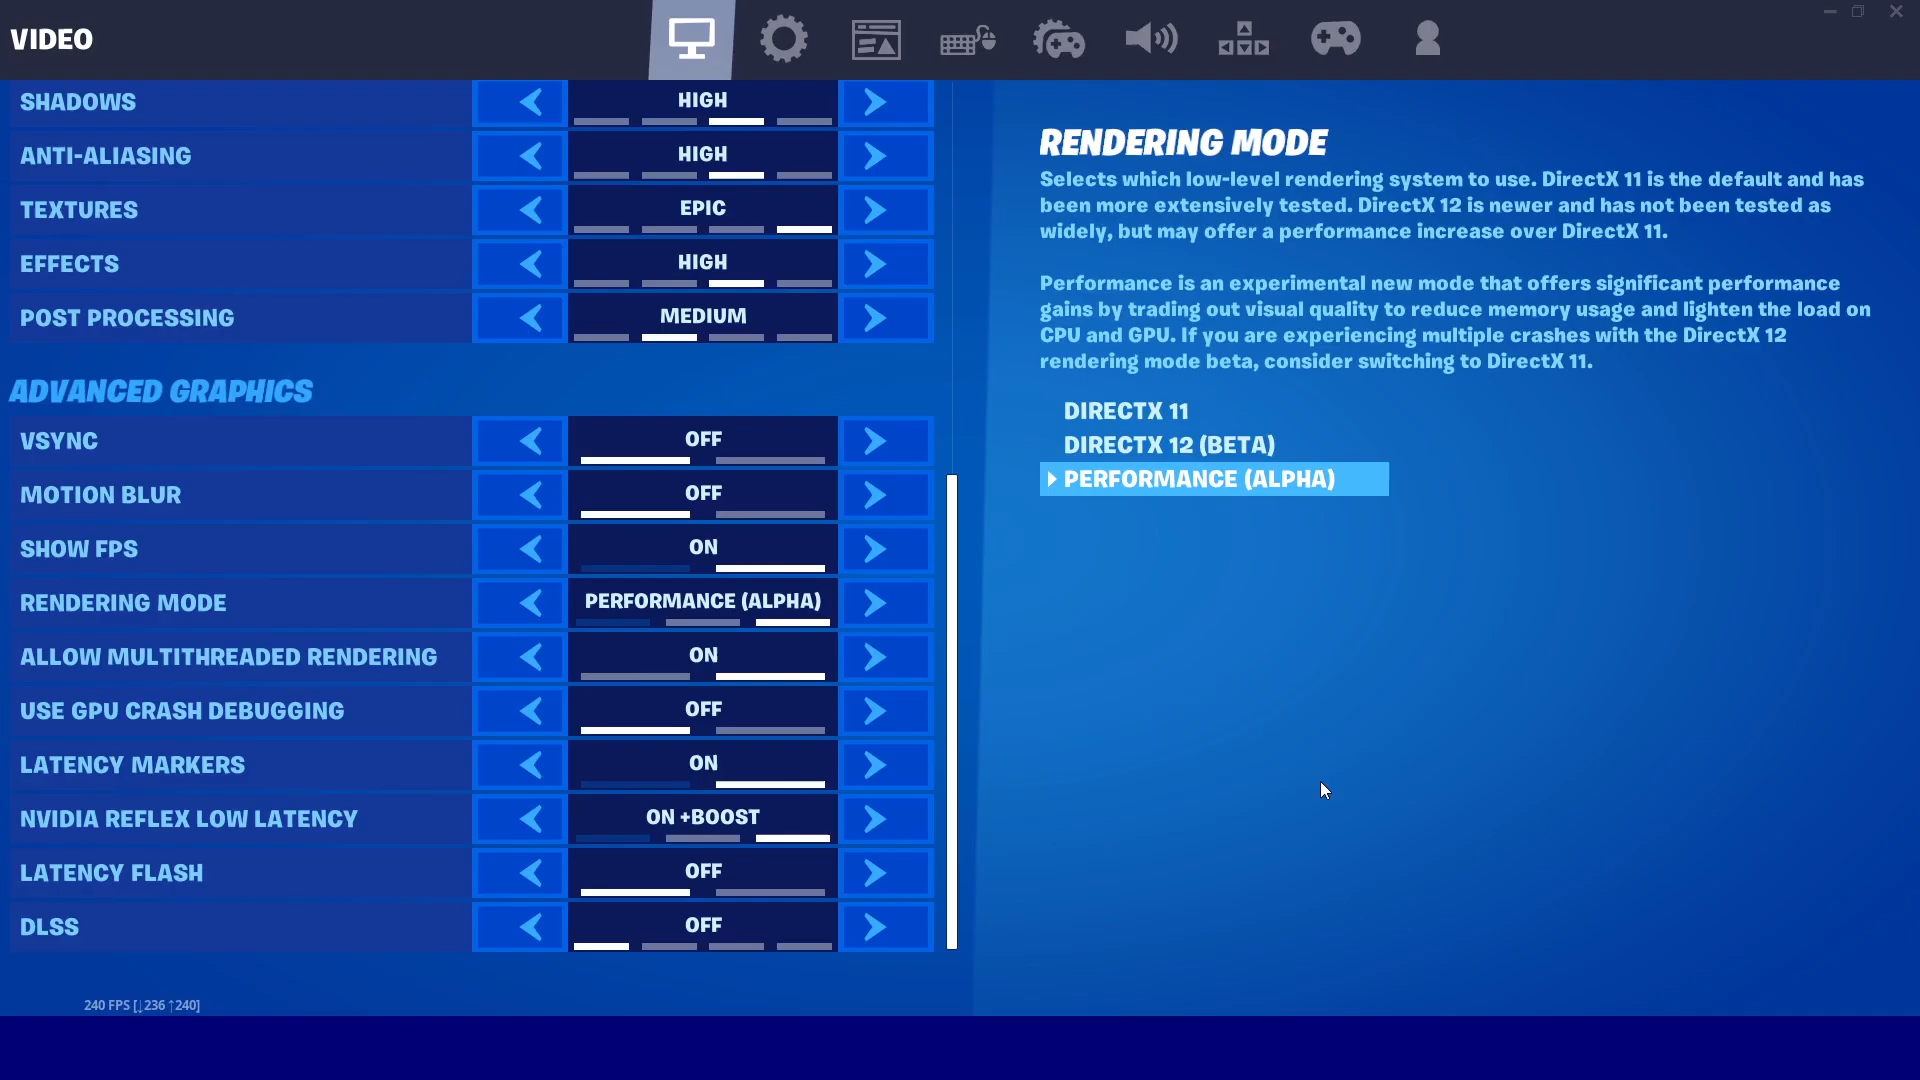 VIDEO
SHADOWS
HIGH
ANTI-ALIASING
HIGH
TEXTURES
EPIC
EFFECTS
HIGH
POST PROCESSING
MEDIUM
ADVANCED GRAPHICS
VSYNC
OFF
MOTION BLUR
OFF
SHOW FPS
ON
RENDERING MODE
PERFORMANCE (ALPHA)
ALLOW MULTITHREADED RENDERING
ON
USE GPU CRASH DEBUGGING
OFF
LATENCY MARKERS
ON
NVIDIA REFLEX LOW LATENCY
ON +BOOST
LATENCY FLASH
OFF
DLSS
OFF
240 FPS [↓236 ↑240]
RENDERING MODE
Selects which low-level rendering system to use. DirectX 11 is the default and has
been more extensively tested. DirectX 12 is newer and has not been tested as
widely, but may offer a performance increase over DirectX 11.
Performance is an experimental new mode that offers significant performance
gains by trading out visual quality to reduce memory usage and lighten the load on
CPU and GPU. If you are experiencing multiple crashes with the DirectX 12
rendering mode beta, consider switching to DirectX 11.
DIRECTX 11
DIRECTX 12 (BETA)
PERFORMANCE (ALPHA)